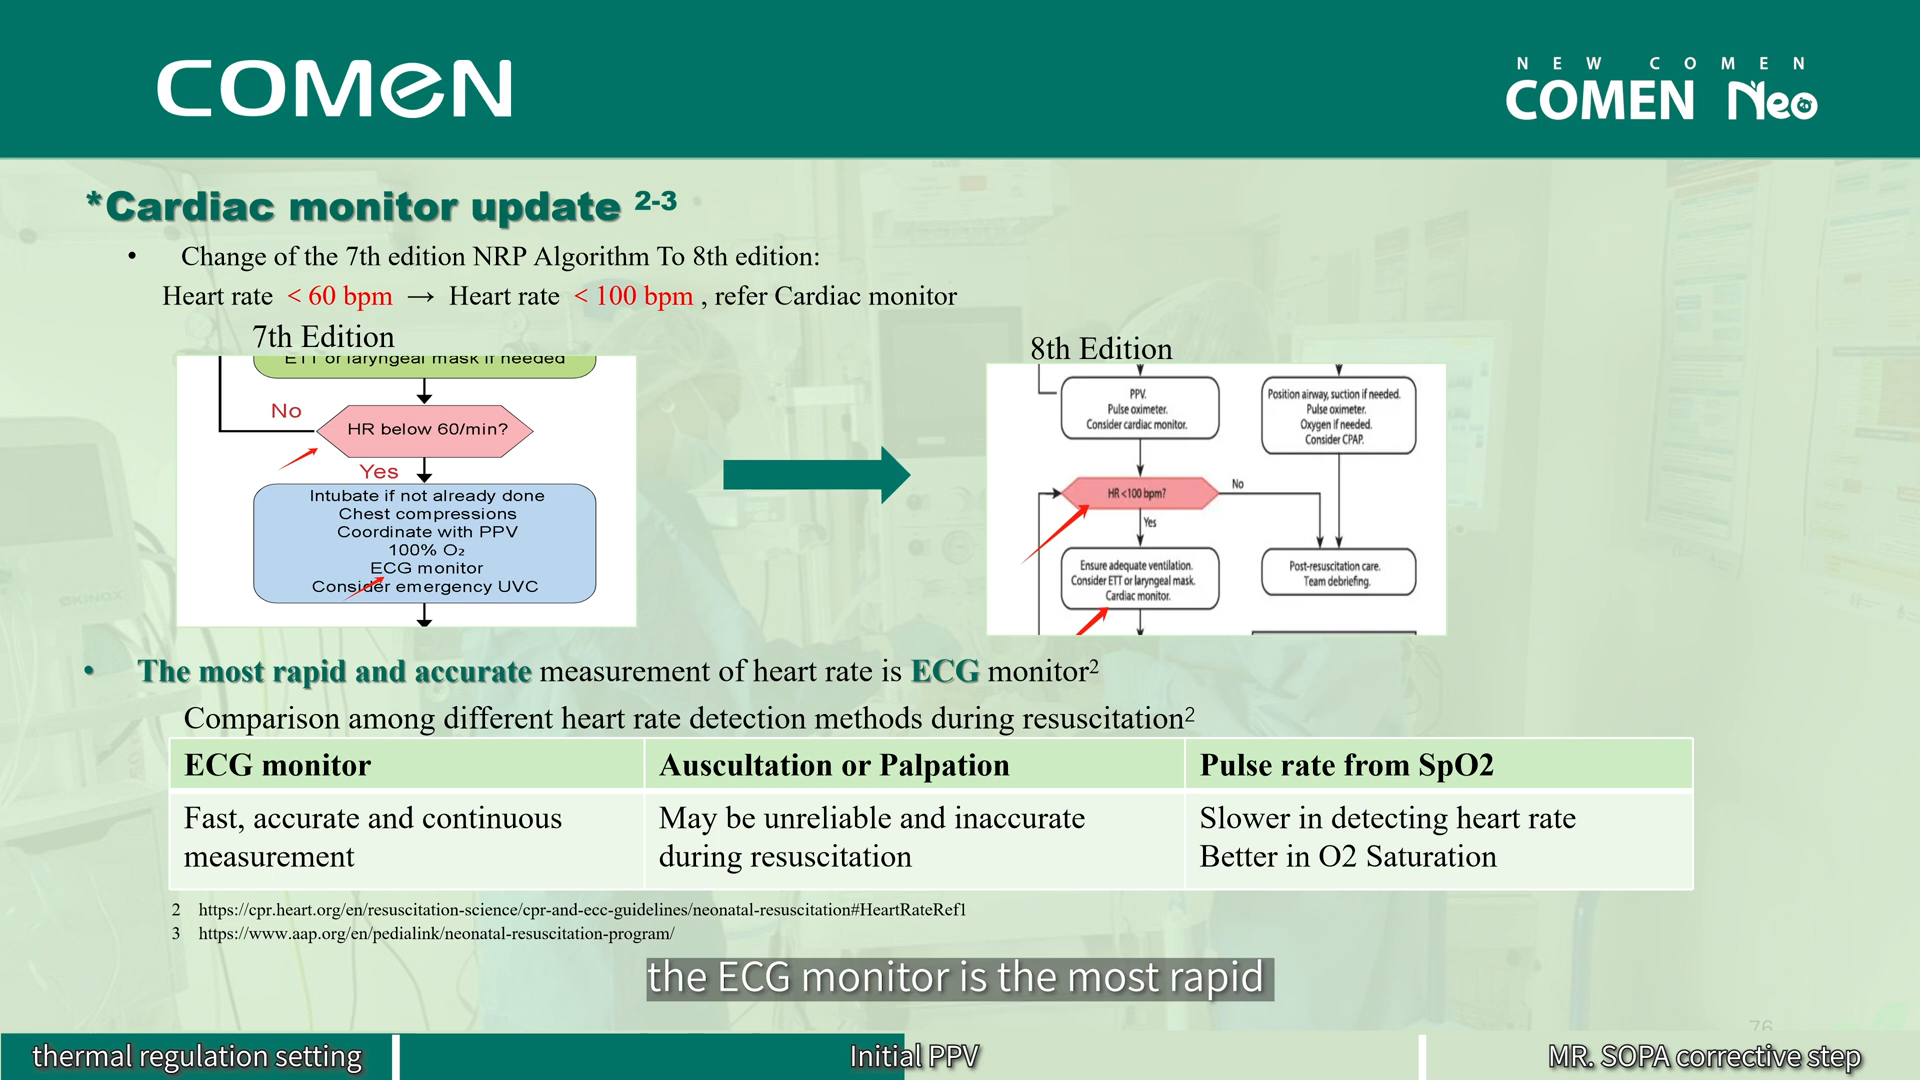 COMEN
NEW COMEN
COMEN Neo
*Cardiac monitor update 2-3
• Change of the 7th edition NRP Algorithm To 8th edition:
Heart rate < 60 bpm → Heart rate < 100 bpm , refer Cardiac monitor
7th Edition
ETT or laryngeal mask if needed
No
HR below 60/min?
Yes
Intubate if not already done
Chest compressions
Coordinate with PPV
100% O₂
ECG monitor
Consider emergency UVC
8th Edition
PPV.
Pulse oximeter.
Consider cardiac monitor.
Position airway, suction if needed.
Pulse oximeter.
Oxygen if needed.
Consider CPAP.
HR <100 bpm?
No
Yes
Ensure adequate ventilation.
Consider ETT or laryngeal mask.
Cardiac monitor.
Post-resuscitation care.
Team debriefing.
• The most rapid and accurate measurement of heart rate is ECG monitor2
Comparison among different heart rate detection methods during resuscitation2
ECG monitor
Auscultation or Palpation
Pulse rate from SpO2
Fast, accurate and continuous
measurement
May be unreliable and inaccurate
during resuscitation
Slower in detecting heart rate
Better in O2 Saturation
2 https://cpr.heart.org/en/resuscitation-science/cpr-and-ecc-guidelines/neonatal-resuscitation#HeartRateRef1
3 https://www.aap.org/en/pedialink/neonatal-resuscitation-program/
the ECG monitor is the most rapid
76
thermal regulation setting
Initial PPV
MR. SOPA corrective step